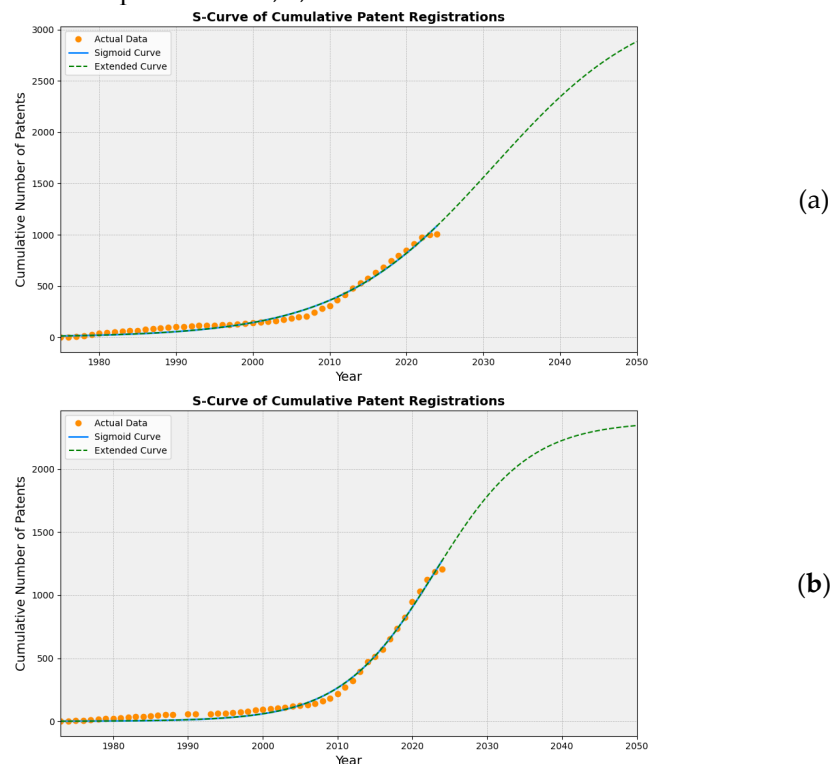 S-Curve of Cumulative Patent Registrations
Actual Data
Sigmoid Curve
Extended Curve
Cumulative Number of Patents
3000
2500
2000
1500
1000
500
0
1980 1990 2000 2010 2020 2030 2040 2050
Year
(a)
S-Curve of Cumulative Patent Registrations
Actual Data
Sigmoid Curve
Extended Curve
Cumulative Number of Patents
2000
1500
1000
500
0
1980 1990 2000 2010 2020 2030 2040 2050
Year
(b)